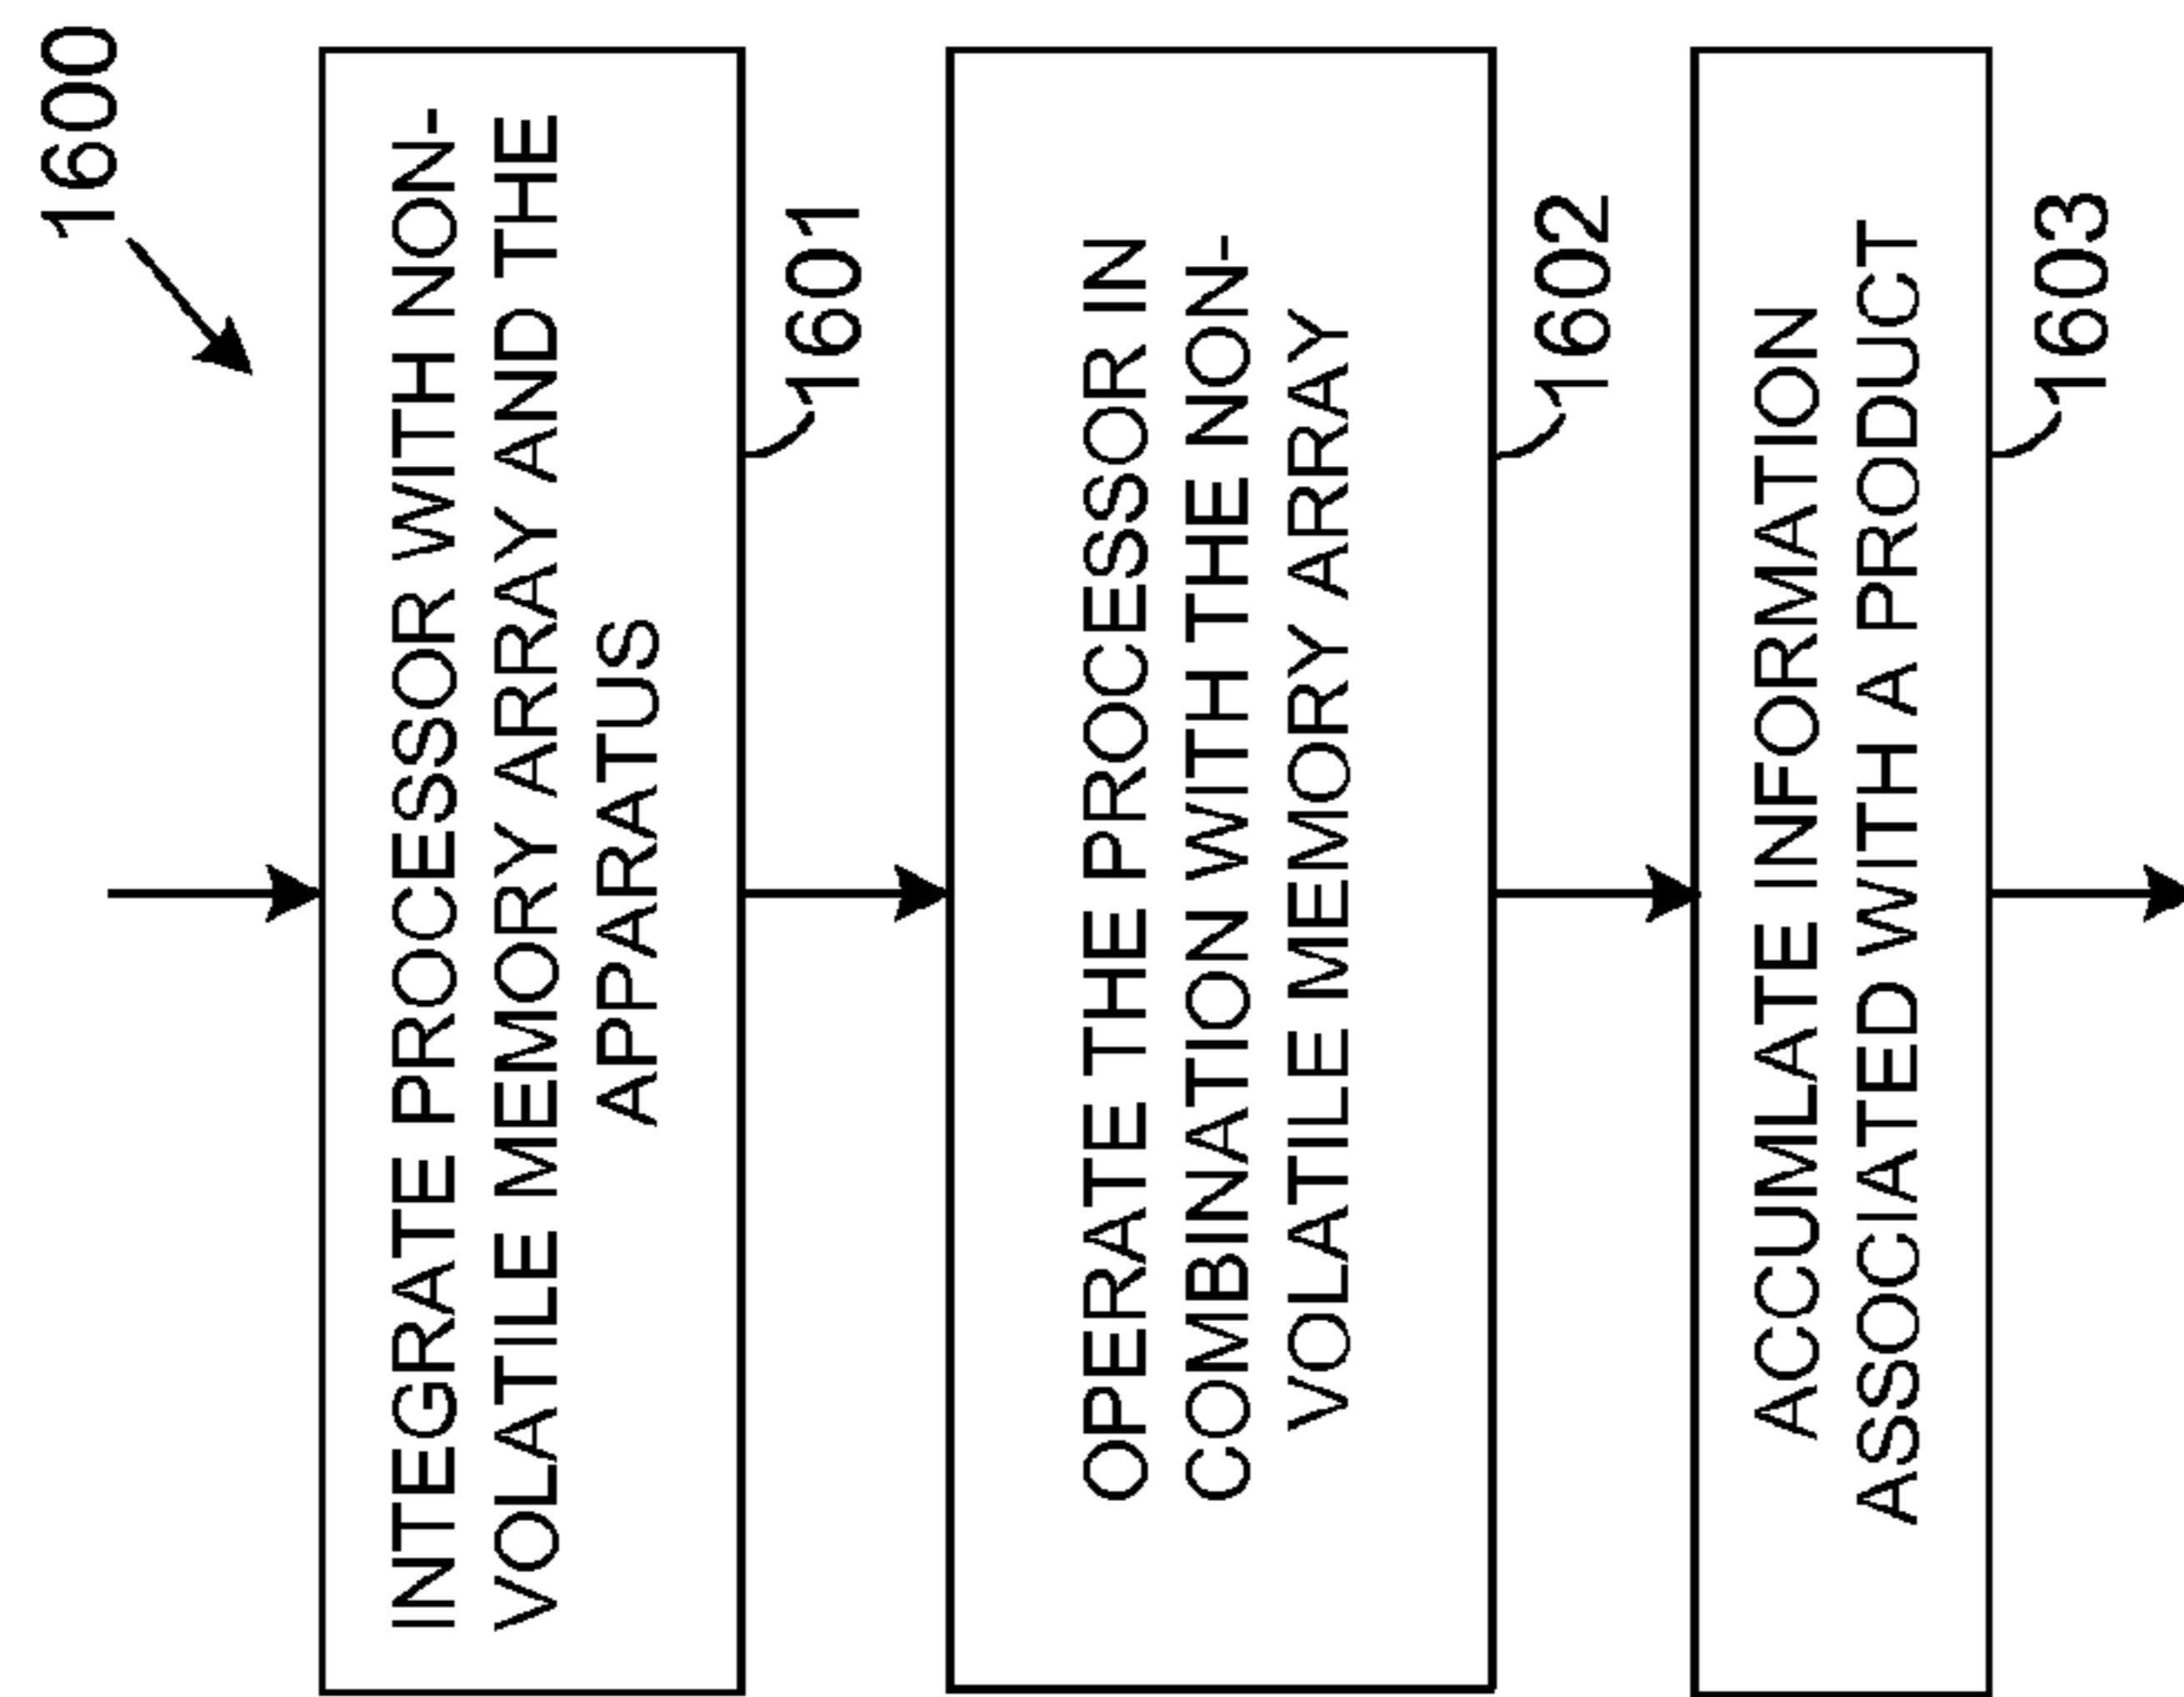 1600
INTEGRATE PROCESSOR WITH NON-
VOLATILE MEMORY ARRAY AND THE
APPARATUS
1601
OPERATE THE PROCESSOR IN
COMBINATION WITH THE NON-
VOLATILE MEMORY ARRAY
1602
ACCUMLATE INFORMATION
ASSOCIATED WITH A PRODUCT
1603